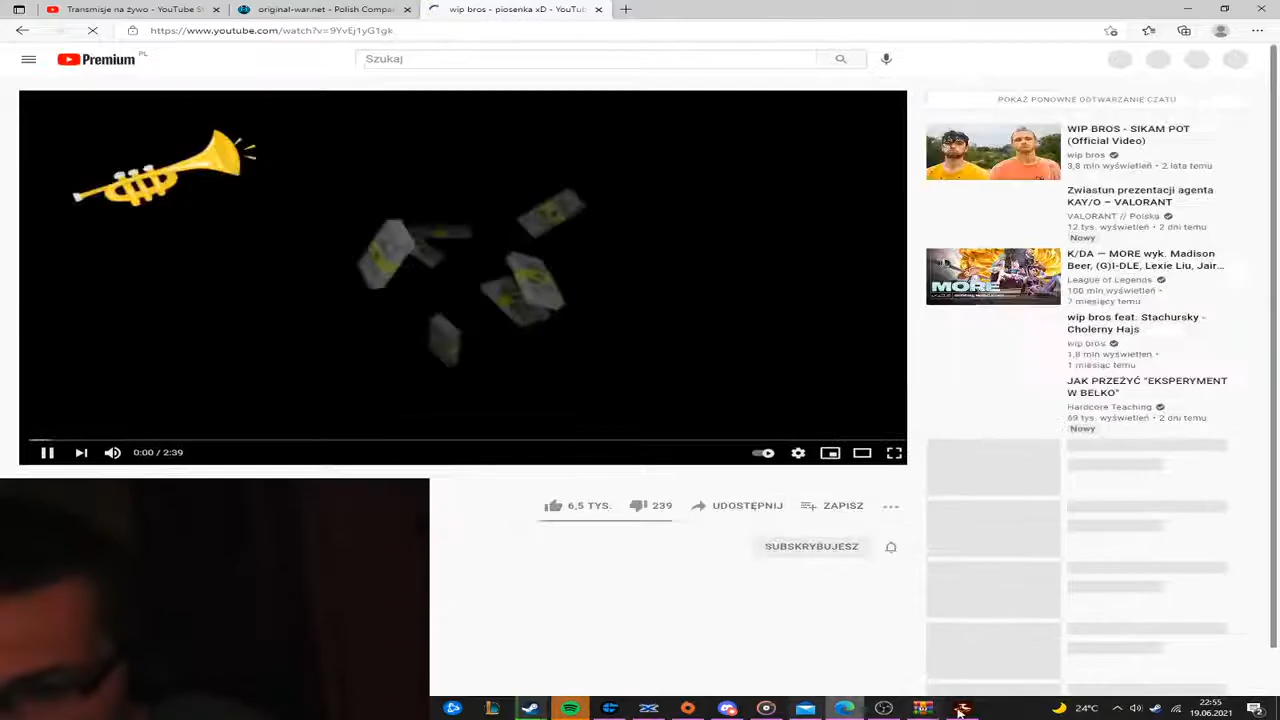 Transmisje na żywo - YouTube St
original-war.net - Polish Compa
wip bros - piosenka xD - YouTub
https://www.youtube.com/watch?v=9YvEj1yG1gk
Premium PL
Szukaj
POKAŻ PONOWNE ODTWARZANIE CZATU
WIP BROS - SIKAM POT
(Official Video)
wip bros
3,8 mln wyświetleń • 2 lata temu
Zwiastun prezentacji agenta
KAY/O – VALORANT
VALORANT // Polska
12 tys. wyświetleń • 2 dni temu
Nowy
MORE
K/DA — MORE wyk. Madison
Beer, (G)I-DLE, Lexie Liu, Jair...
League of Legends
100 mln wyświetleń •
7 miesięcy temu
wip bros feat. Stachursky -
Cholerny Hajs
wip bros
1,8 mln wyświetleń •
1 miesiąc temu
JAK PRZEŻYĆ "EKSPERYMENT
W BELKO"
Hardcore Teaching
69 tys. wyświetleń • 2 dni temu
Nowy
0:00 / 2:39
6,5 TYS.
239
UDOSTĘPNIJ
ZAPISZ
SUBSKRYBUJESZ
24°C
22:55
19.06.2021